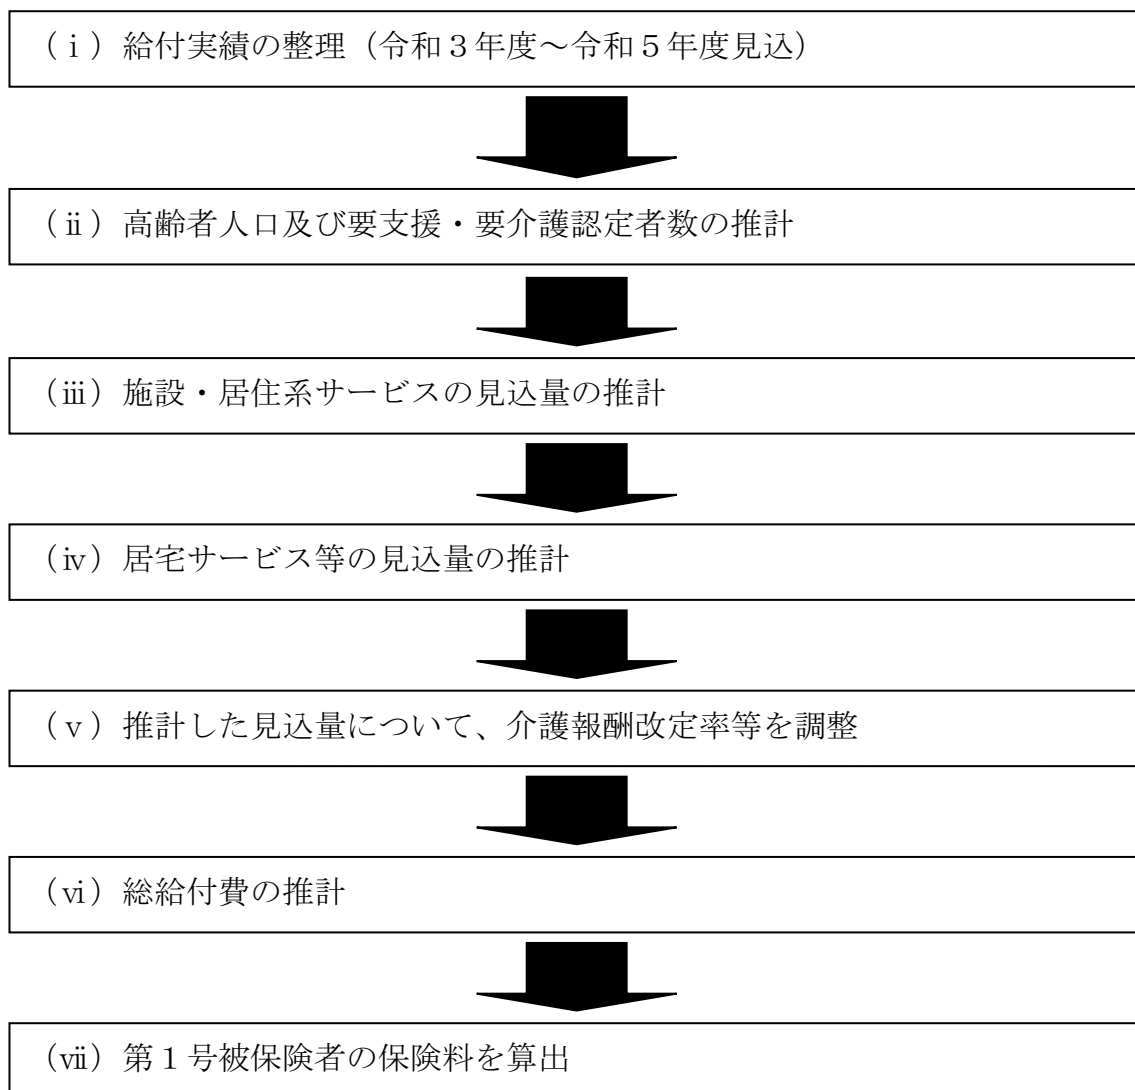 （ⅰ）給付実績の整理（令和３年度～令和５年度見込）
（ⅱ）高齢者人口及び要支援・要介護認定者数の推計
（ⅲ）施設・居住系サービスの見込量の推計
（ⅳ）居宅サービス等の見込量の推計
（ⅴ）推計した見込量について、介護報酬改定率等を調整
（ⅵ）総給付費の推計
（ⅶ）第１号被保険者の保険料を算出